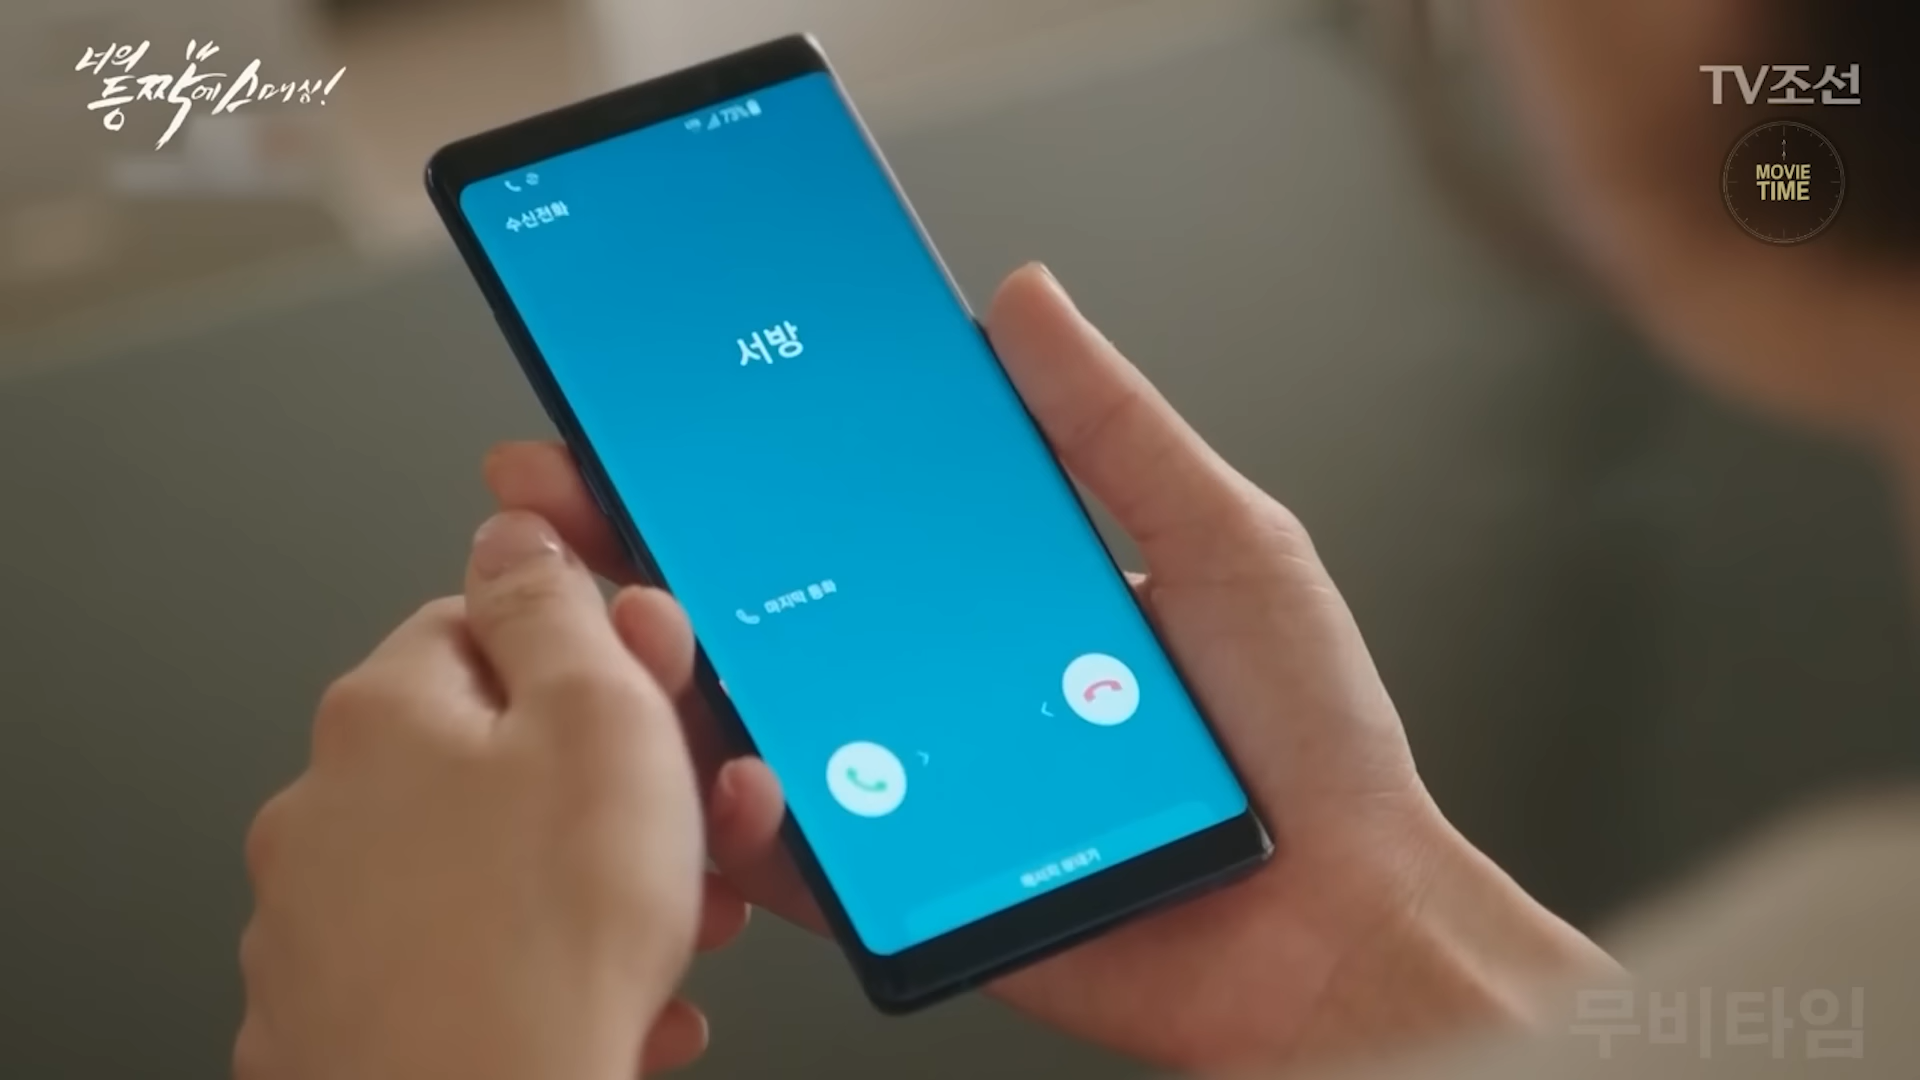 너의
등짝에 스매싱!
TV조선
MOVIE
TIME
73%
수신전화
서방
마지막 통화
메시지 보내기
무비타임